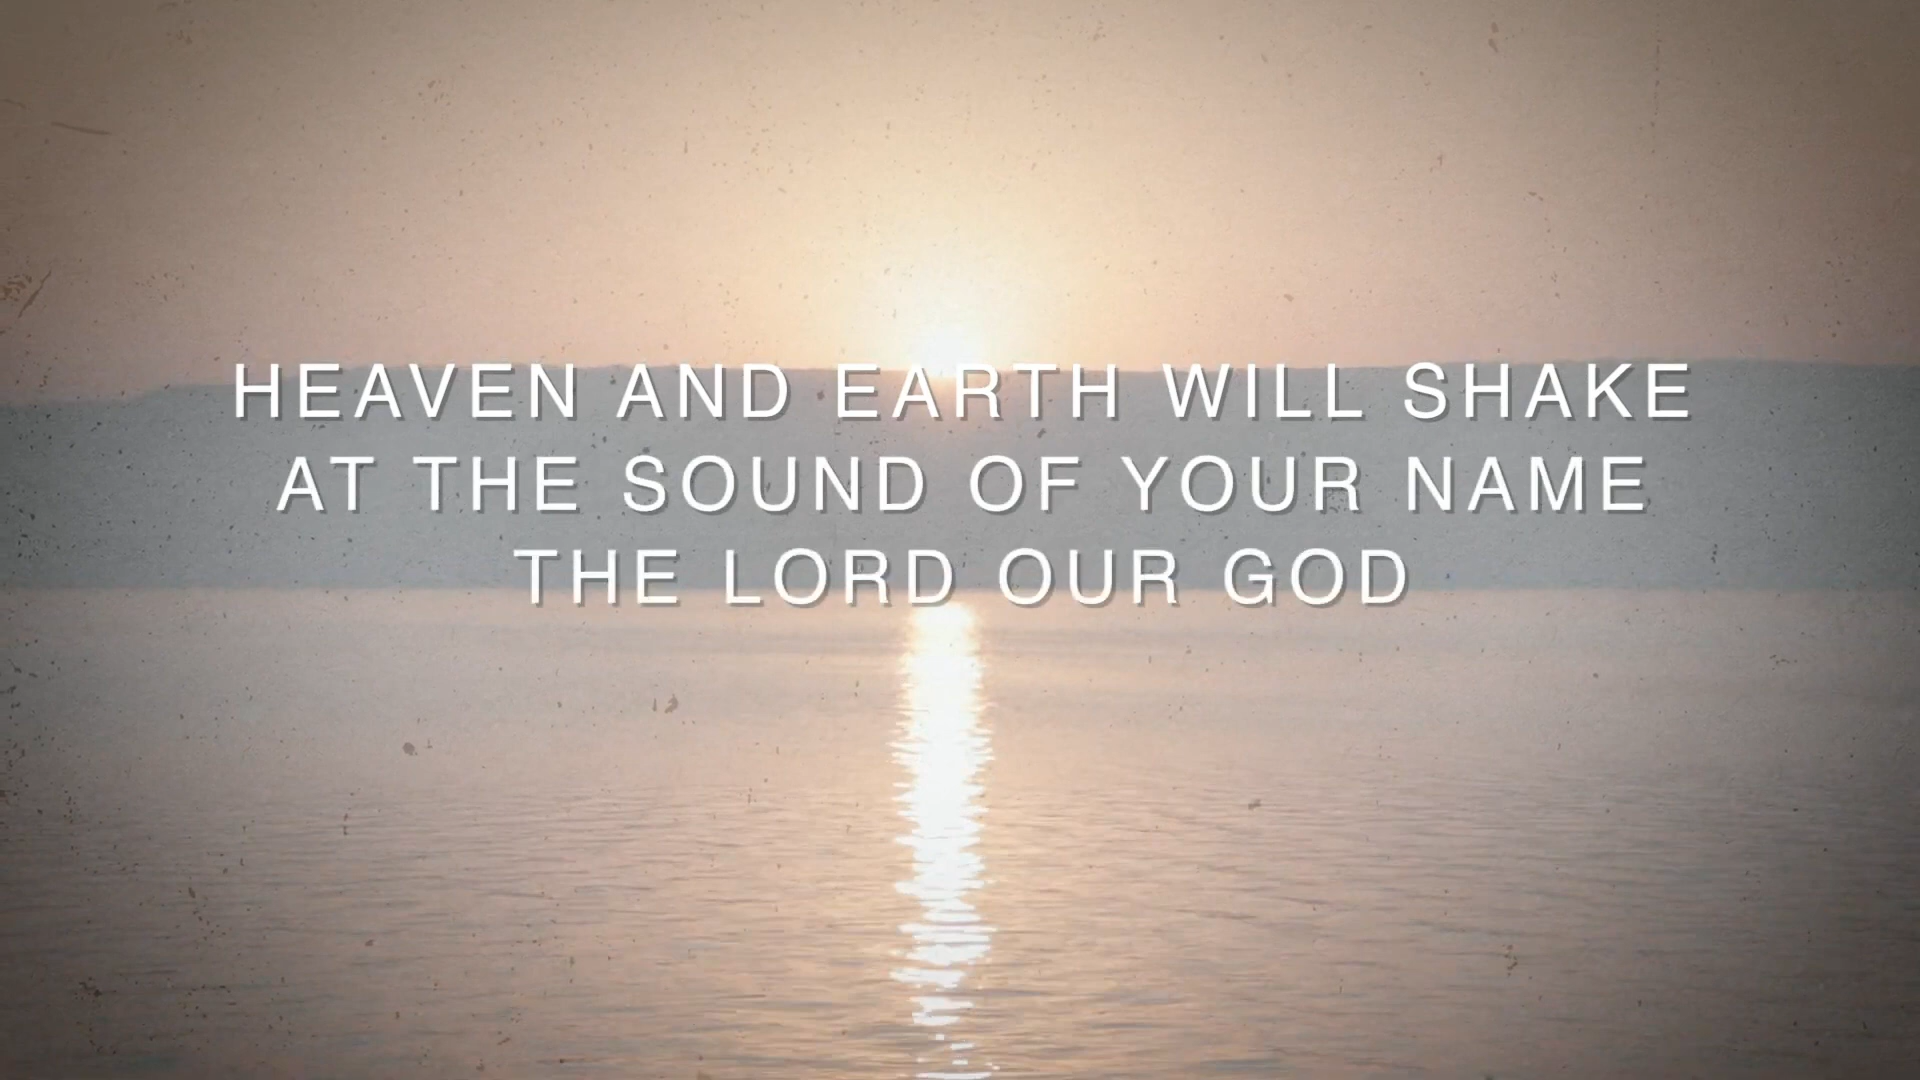 HEAVEN AND EARTH WILL SHAKE
AT THE SOUND OF YOUR NAME
THE LORD OUR GOD